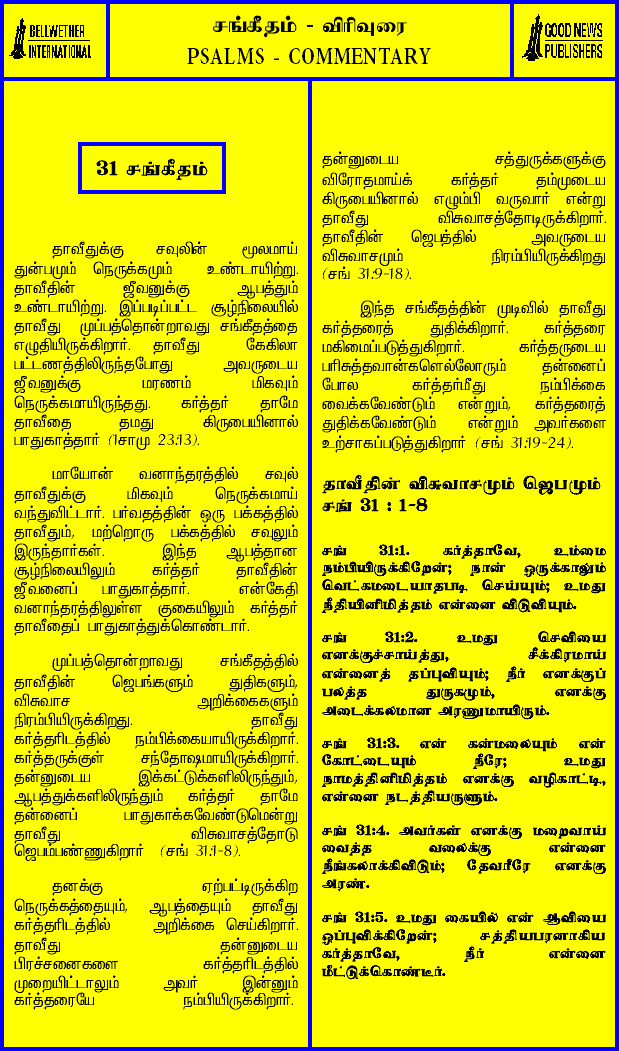 BELLWETHER
INTERNATIONAL
சங்கீதம் - விரிவுரை
PSALMS - COMMENTARY
GOOD NEWS
PUBLISHERS
31 சங்கீதம்
தாவீதுக்கு சவுலின் மூலமாய்
துன்பமும் நெருக்கமும் உண்டாயிற்று.
தாவீதின் ஜீவனுக்கு ஆபத்தும்
உண்டாயிற்று. இப்படிப்பட்ட சூழ்நிலையில்
தாவீது முப்பத்தொன்றாவது சங்கீதத்தை
எழுதியிருக்கிறார். தாவீது கேகிலா
பட்டணத்திலிருந்தபோது அவருடைய
ஜீவனுக்கு மரணம் மிகவும்
நெருக்கமாயிருந்தது. கர்த்தர் தாமே
தாவீதை தமது கிருபையினால்
பாதுகாத்தார் (1சாமு 23:13).
மாயோன் வனாந்தரத்தில் சவுல்
தாவீதுக்கு மிகவும் நெருக்கமாய்
வந்துவிட்டார். பர்வதத்தின் ஒரு பக்கத்தில்
தாவீதும், மற்றொரு பக்கத்தில் சவுலும்
இருந்தார்கள். இந்த ஆபத்தான
சூழ்நிலையிலும் கர்த்தர் தாவீதின்
ஜீவனைப் பாதுகாத்தார். என்கேதி
வனாந்தரத்திலுள்ள குகையிலும் கர்த்தர்
தாவீதைப் பாதுகாத்துக்கொண்டார்.
முப்பத்தொன்றாவது சங்கீதத்தில்
தாவீதின் ஜெபங்களும் துதிகளும்,
விசுவாச அறிக்கைகளும்
நிரம்பியிருக்கிறது. தாவீது
கர்த்தரிடத்தில் நம்பிக்கையாயிருக்கிறார்.
கர்த்தருக்குள் சந்தோஷமாயிருக்கிறார்.
தன்னுடைய இக்கட்டுக்களிலிருந்தும்,
ஆபத்துக்களிலிருந்தும் கர்த்தர் தாமே
தன்னைப் பாதுகாக்கவேண்டுமென்று
தாவீது விசுவாசத்தோடு
ஜெபம்பண்ணுகிறார் (சங் 31:1-8).
தனக்கு ஏற்பட்டிருக்கிற
நெருக்கத்தையும், ஆபத்தையும் தாவீது
கர்த்தரிடத்தில் அறிக்கை செய்கிறார்.
தாவீது தன்னுடைய
பிரச்சனைகளை கர்த்தரிடத்தில்
முறையிட்டாலும் அவர் இன்னும்
கர்த்தரையே நம்பியிருக்கிறார்.
தன்னுடைய சத்துருக்களுக்கு
விரோதமாய்க் கர்த்தர் தம்முடைய
கிருபையினால் எழும்பி வருவார் என்று
தாவீது விசுவாசத்தோடிருக்கிறார்.
தாவீதின் ஜெபத்தில் அவருடைய
விசுவாசமும் நிரம்பியிருக்கிறது
(சங் 31:9-18).
இந்த சங்கீதத்தின் முடிவில் தாவீது
கர்த்தரைத் துதிக்கிறார். கர்த்தரை
மகிமைப்படுத்துகிறார். கர்த்தருடைய
பரிசுத்தவான்களெல்லோரும் தன்னைப்
போல கர்த்தர்மீது நம்பிக்கை
வைக்கவேண்டும் என்றும், கர்த்தரைத்
துதிக்கவேண்டும் என்றும் அவர்களை
உற்சாகப்படுத்துகிறார் (சங் 31:19-24).
தாவீதின் விசுவாசமும் ஜெபமும்
சங் 31 : 1-8
சங் 31:1. கர்த்தாவே, உம்மை
நம்பியிருக்கிறேன்; நான் ஒருக்காலும்
வெட்கமடையாதபடி செய்யும்; உமது
நீதியினிமித்தம் என்னை விடுவியும்.
சங் 31:2. உமது செவியை
எனக்குச்சாய்த்து, சீக்கிரமாய்
என்னைத் தப்புவியும்; நீர் எனக்குப்
பலத்த துருகமும், எனக்கு
அடைக்கலமான அரணுமாயிரும்.
சங் 31:3. என் கன்மலையும் என்
கோட்டையும் நீரே; உமது
நாமத்தினிமித்தம் எனக்கு வழிகாட்டி,
என்னை நடத்தியருளும்.
சங் 31:4. அவர்கள் எனக்கு மறைவாய்
வைத்த வலைக்கு என்னை
நீங்கலாக்கிவிடும்; தேவரீரே எனக்கு
அரண்.
சங் 31:5. உமது கையில் என் ஆவியை
ஒப்புவிக்கிறேன்; சத்தியபரனாகிய
கர்த்தாவே, நீர் என்னை
மீட்டுக்கொண்டீர்.